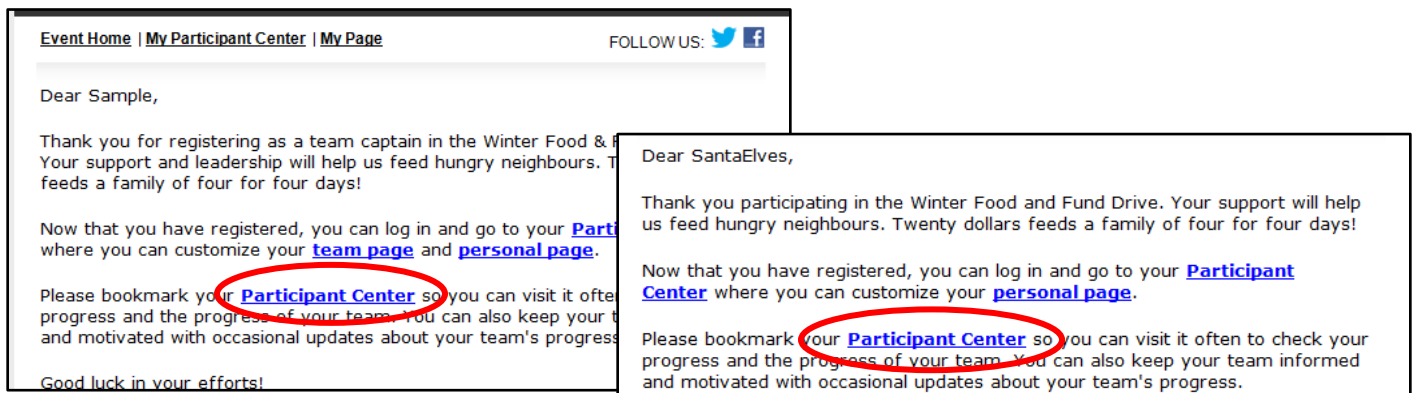 Event Home | My Participant Center | My Page
FOLLOW US:
Dear Sample,
Thank you for registering as a team captain in the Winter Food &
Your support and leadership will help us feed hungry neighbours.
feeds a family of four for four days!
Now that you have registered, you can log in and go to your
where you can customize your team page and personal page.
Please bookmark your Participant Center so you can visit it
progress and the progress of your team. You can also keep your
and motivated with occasional updates about your team's progress
Good luck in your efforts!
Dear SantaElves,
Thank you participating in the Winter Food and Fund Drive. Your support will help
us feed hungry neighbours. Twenty dollars feeds a family of four for four days!
Now that you have registered, you can log in and go to your Participant
Center where you can customize your personal page.
Please bookmark your Participant Center so you can visit it often to check your
progress and the progress of your team. You can also keep your team informed
and motivated with occasional updates about your team's progress.